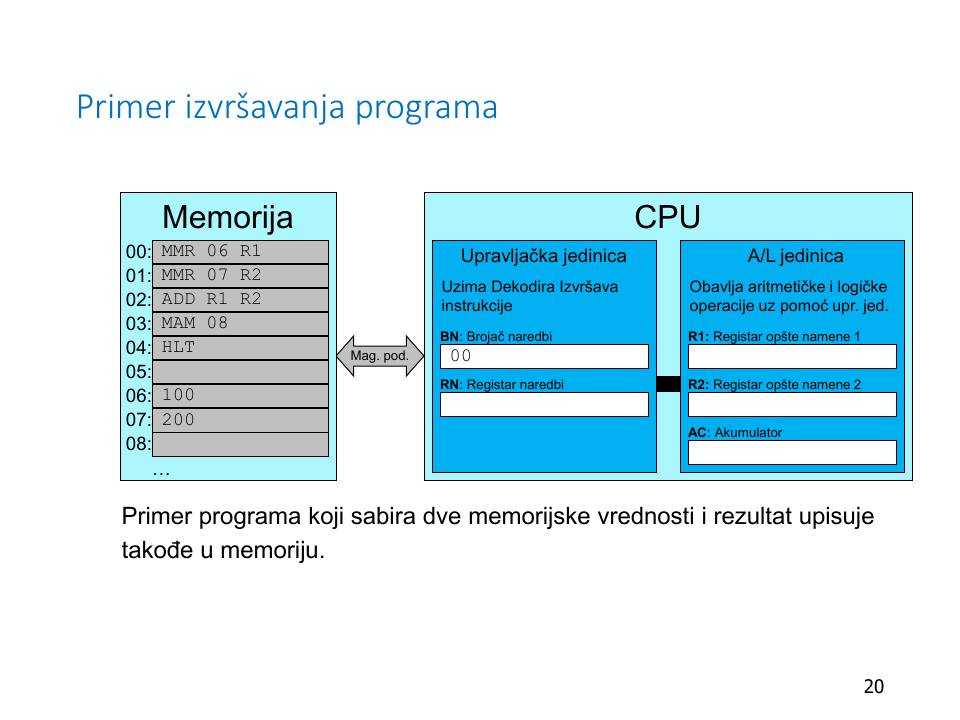 Primer izvršavanja programa
Memorija
00: MMR 06 R1
01: MMR 07 R2
02: ADD R1 R2
03: MAM 08
04: HLT
05:
06: 100
07: 200
08:
…
Mag. pod.
CPU
Upravljačka jedinica
Uzima Dekodira Izvršava
instrukcije
BN: Brojač naredbi
00
RN: Registar naredbi
A/L jedinica
Obavlja aritmetičke i logičke
operacije uz pomoć upr. jed.
R1: Registar opšte namene 1
R2: Registar opšte namene 2
AC: Akumulator
Primer programa koji sabira dve memorijske vrednosti i rezultat upisuje
takođe u memoriju.
20